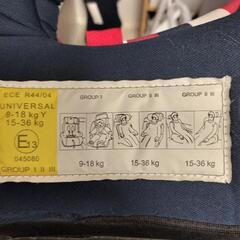 ECE R44/04
UNIVERSAL
9-18 kg Y
15-36 kg
E13
045080
GROUP I II III
GROUP I
GROUP II III
GROUP II III
9-18 kg
15-36 kg
15-36 kg